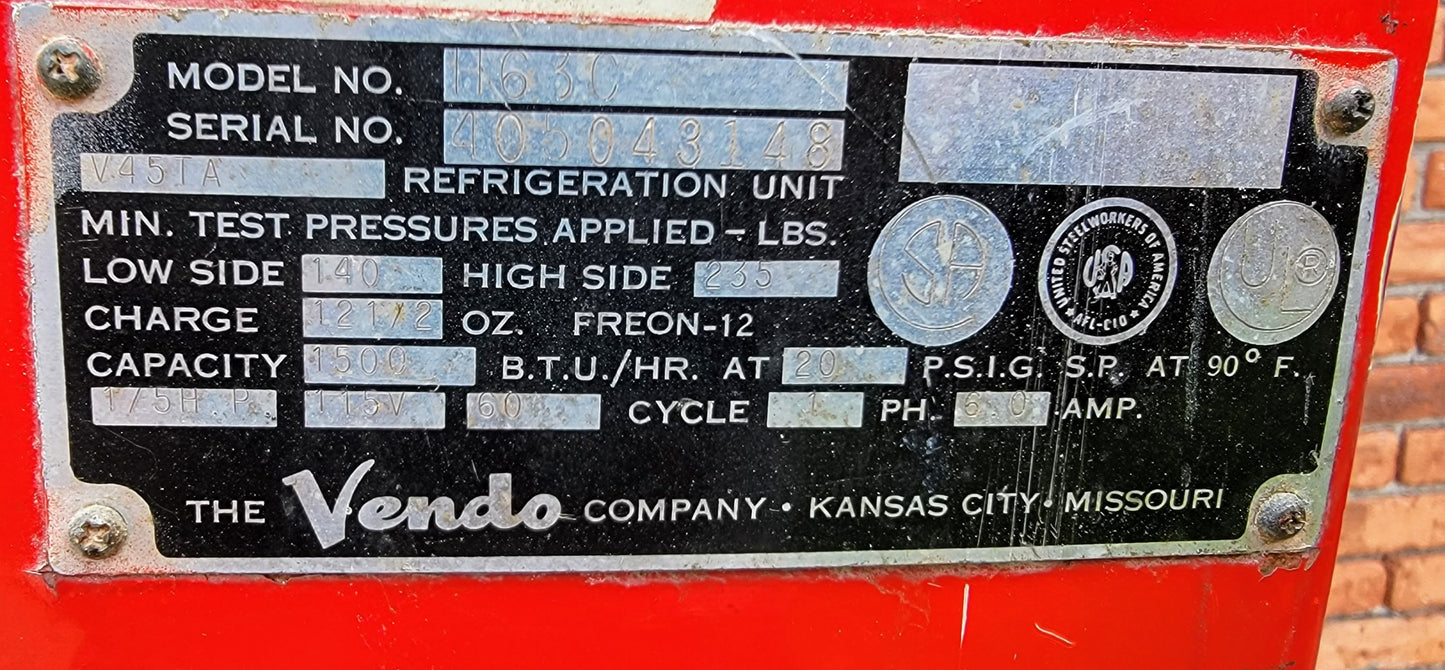 MODEL NO. H63C
SERIAL NO. 405043148
V45TA REFRIGERATION UNIT
MIN. TEST PRESSURES APPLIED - LBS.
LOW SIDE 140 HIGH SIDE 235
CHARGE 12 1/2 OZ. FREON-12
CAPACITY 1500 B.T.U./HR. AT 20 P.S.I.G. S.P. AT 90° F.
1/5 H P 115V 60 CYCLE 1 PH. 6.0 AMP.
SA
UNITED STEELWORKERS OF AMERICA
AFL-CIO
UL
THE Vendo COMPANY · KANSAS CITY · MISSOURI